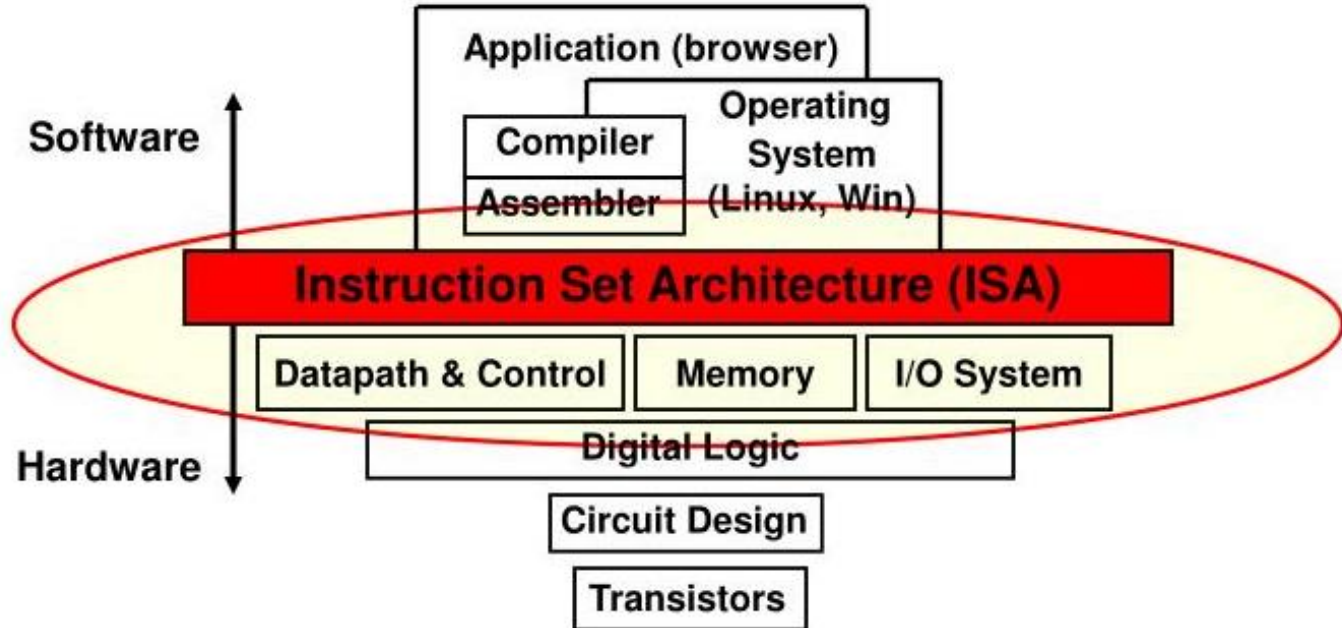 Application (browser)
Software
Operating
System
(Linux, Win)
Compiler
Assembler
Instruction Set Architecture (ISA)
Datapath & Control
Memory
I/O System
Hardware
Digital Logic
Circuit Design
Transistors